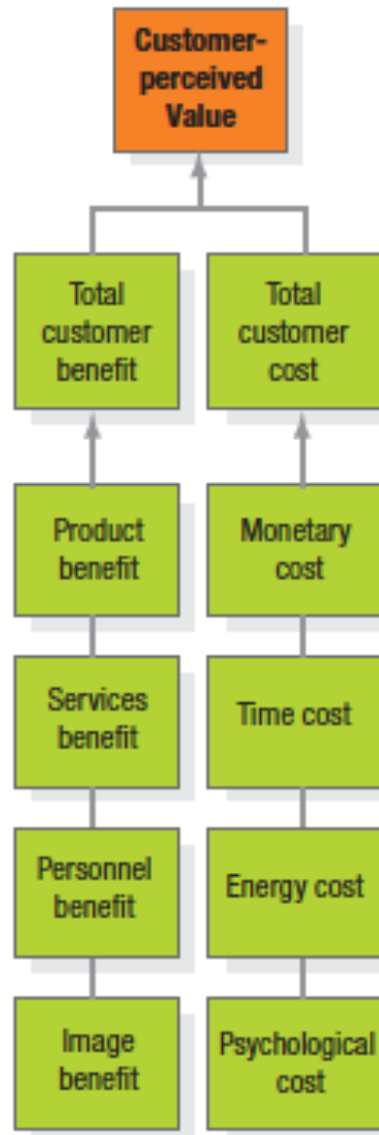 Customer-
perceived
Value
Total
customer
benefit
Total
customer
cost
Product
benefit
Monetary
cost
Services
benefit
Time cost
Personnel
benefit
Energy cost
Image
benefit
Psychological
cost